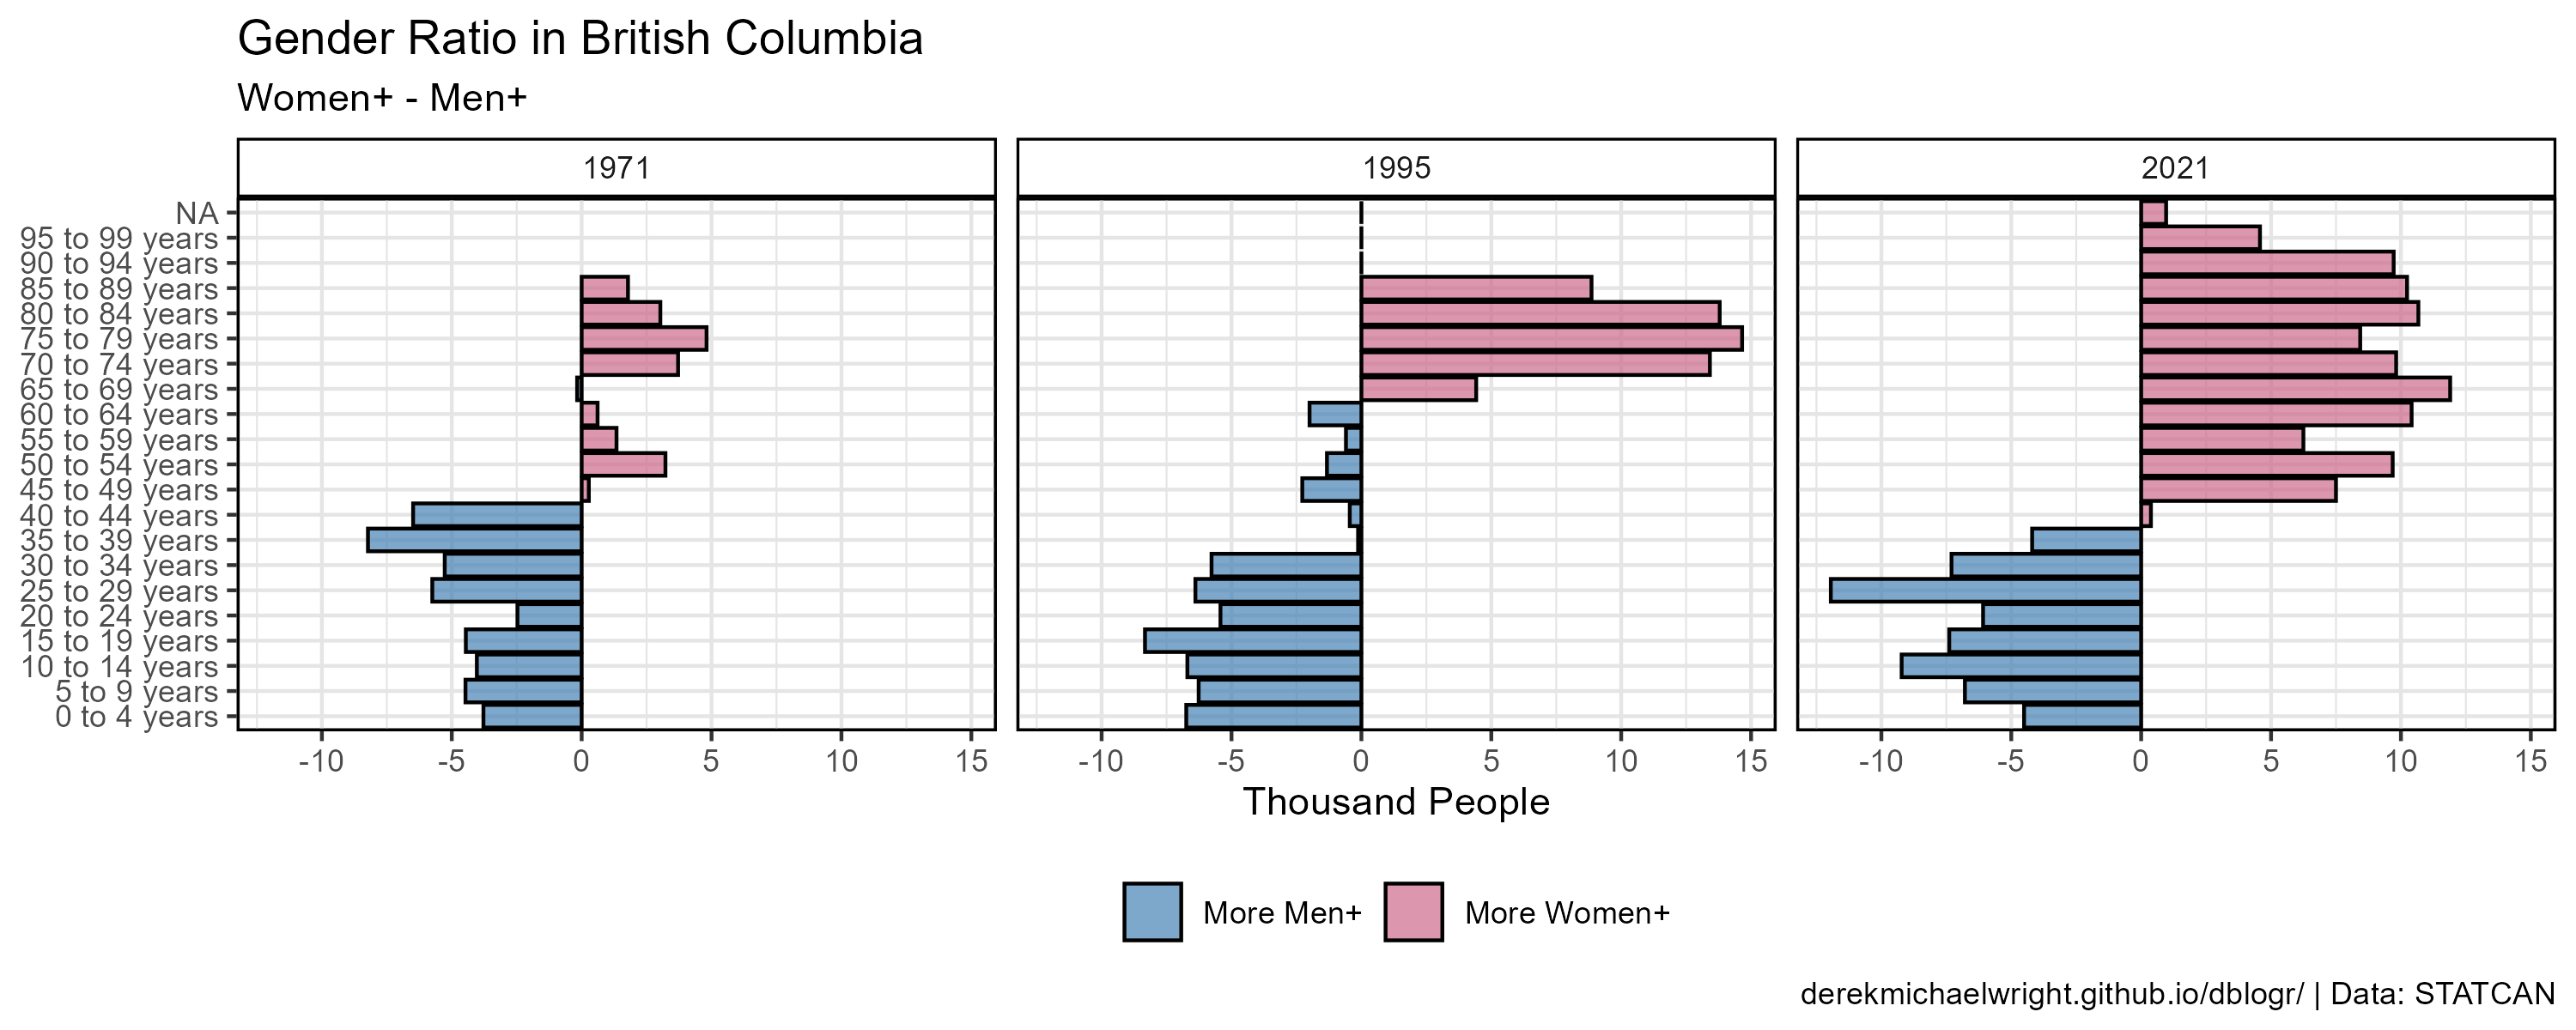 Gender Ratio in British Columbia
Women+ - Men+
1971 1995 2021
NA
95 to 99 years
90 to 94 years
85 to 89 years
80 to 84 years
75 to 79 years
70 to 74 years
65 to 69 years
60 to 64 years
55 to 59 years
50 to 54 years
45 to 49 years
40 to 44 years
35 to 39 years
30 to 34 years
25 to 29 years
20 to 24 years
15 to 19 years
10 to 14 years
5 to 9 years
0 to 4 years
-10 -5 0 5 10 15 -10 -5 0 5 10 15 -10 -5 0 5 10 15
Thousand People
More Men+ More Women+
derekmichaelwright.github.io/dblogr/ | Data: STATCAN